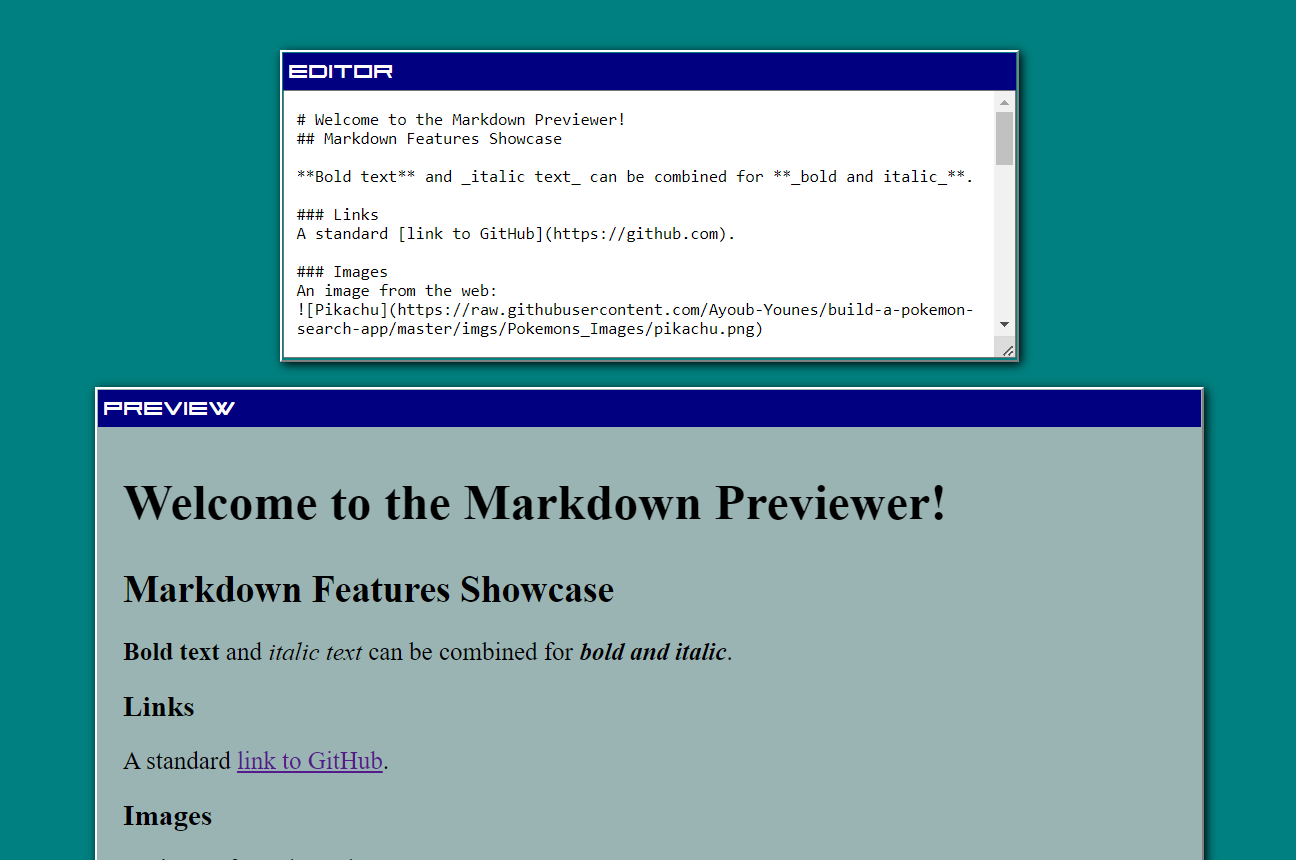 EDITOR
# Welcome to the Markdown Previewer!
## Markdown Features Showcase
**Bold text** and _italic text_ can be combined for **_bold and italic_**.
### Links
A standard [link to GitHub](https://github.com).
### Images
An image from the web:
![Pikachu](https://raw.githubusercontent.com/Ayoub-Younes/build-a-pokemon-
search-app/master/imgs/Pokemons_Images/pikachu.png)
PREVIEW
Welcome to the Markdown Previewer!
Markdown Features Showcase
Bold text and italic text can be combined for bold and italic.
Links
A standard link to GitHub.
Images